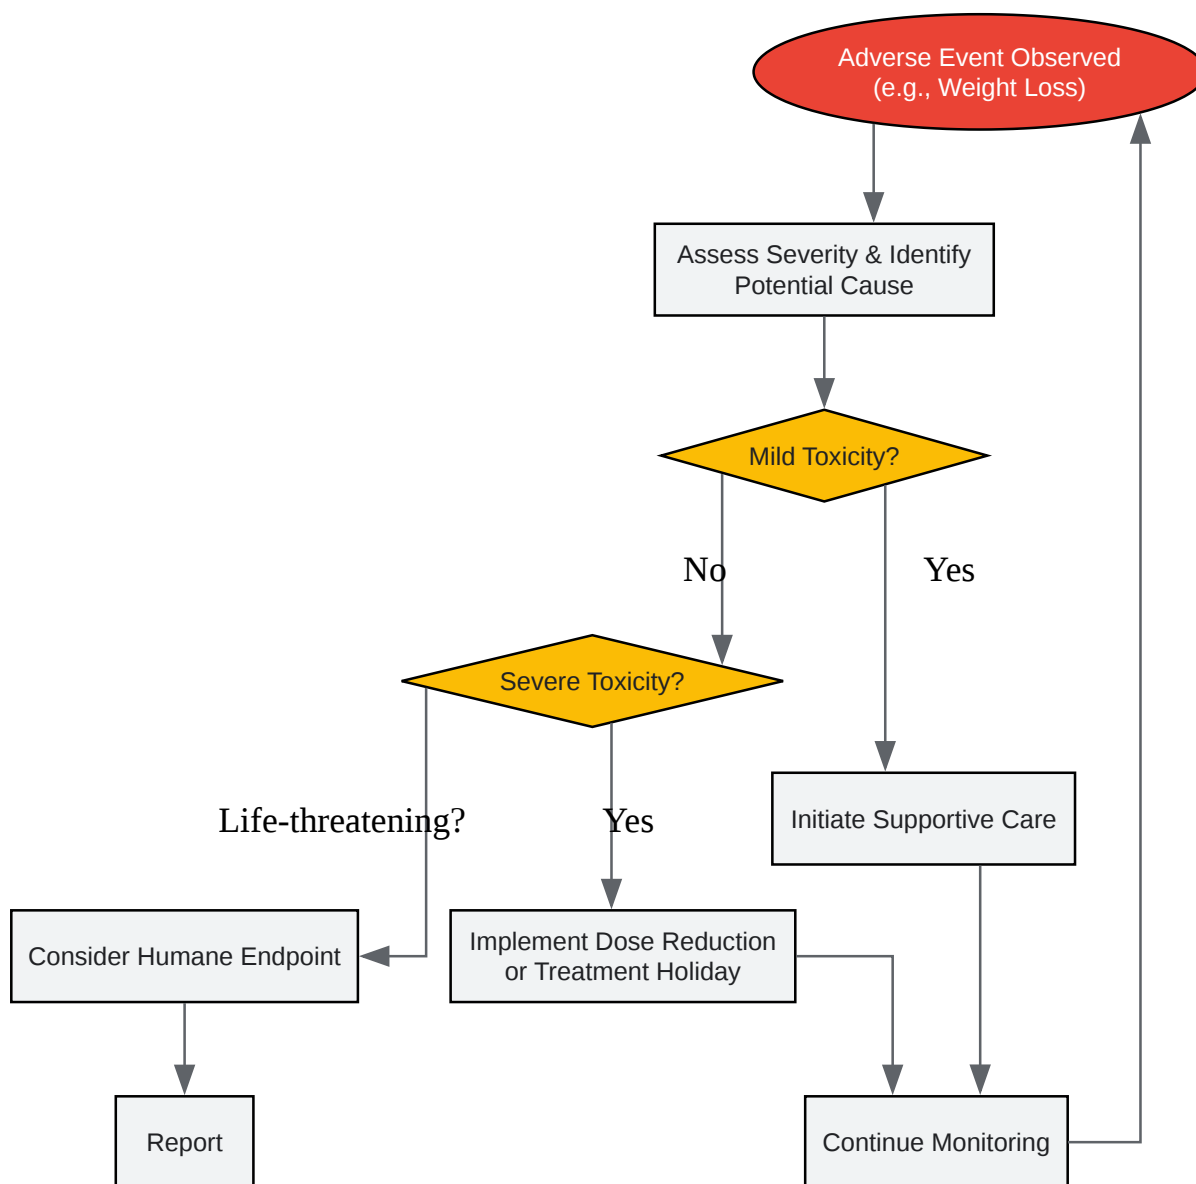 Adverse Event Observed
(e.g., Weight Loss)
Assess Severity & Identify
Potential Cause
Mild Toxicity?
No
Yes
Severe Toxicity?
Life-threatening?
Yes
Initiate Supportive Care
Consider Humane Endpoint
Implement Dose Reduction
or Treatment Holiday
Report
Continue Monitoring